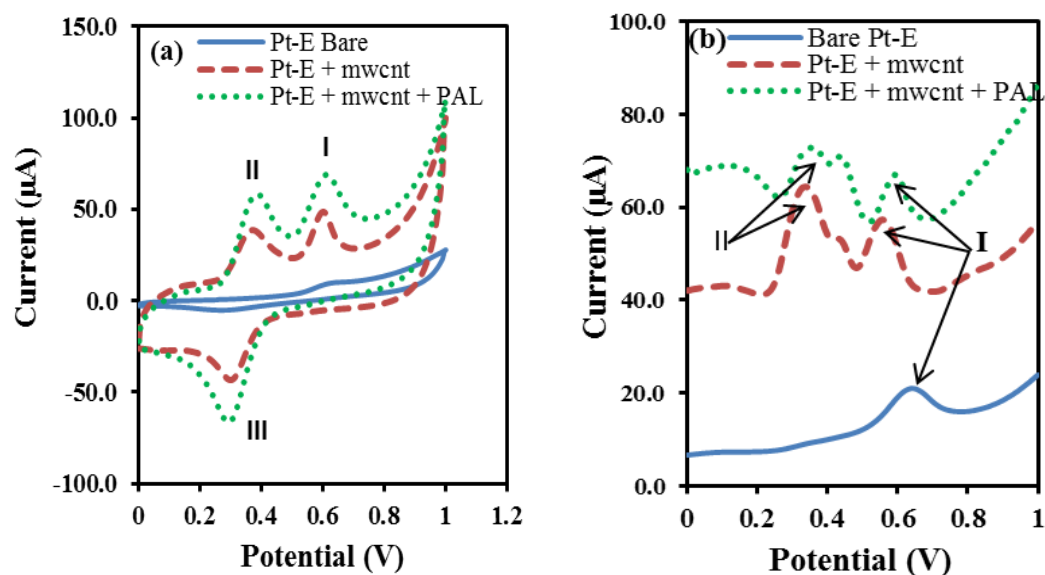 (a)
Pt-E Bare
Pt-E + mwcnt
Pt-E + mwcnt + PAL
150.0
100.0
50.0
0.0
-50.0
-100.0
Current (µA)
II
I
III
0
0.2
0.4
0.6
0.8
1
1.2
Potential (V)
(b)
Bare Pt-E
Pt-E + mwcnt
Pt-E + mwcnt + PAL
100.0
80.0
60.0
40.0
20.0
0.0
Current (µA)
II
I
0
0.2
0.4
0.6
0.8
1
Potential (V)